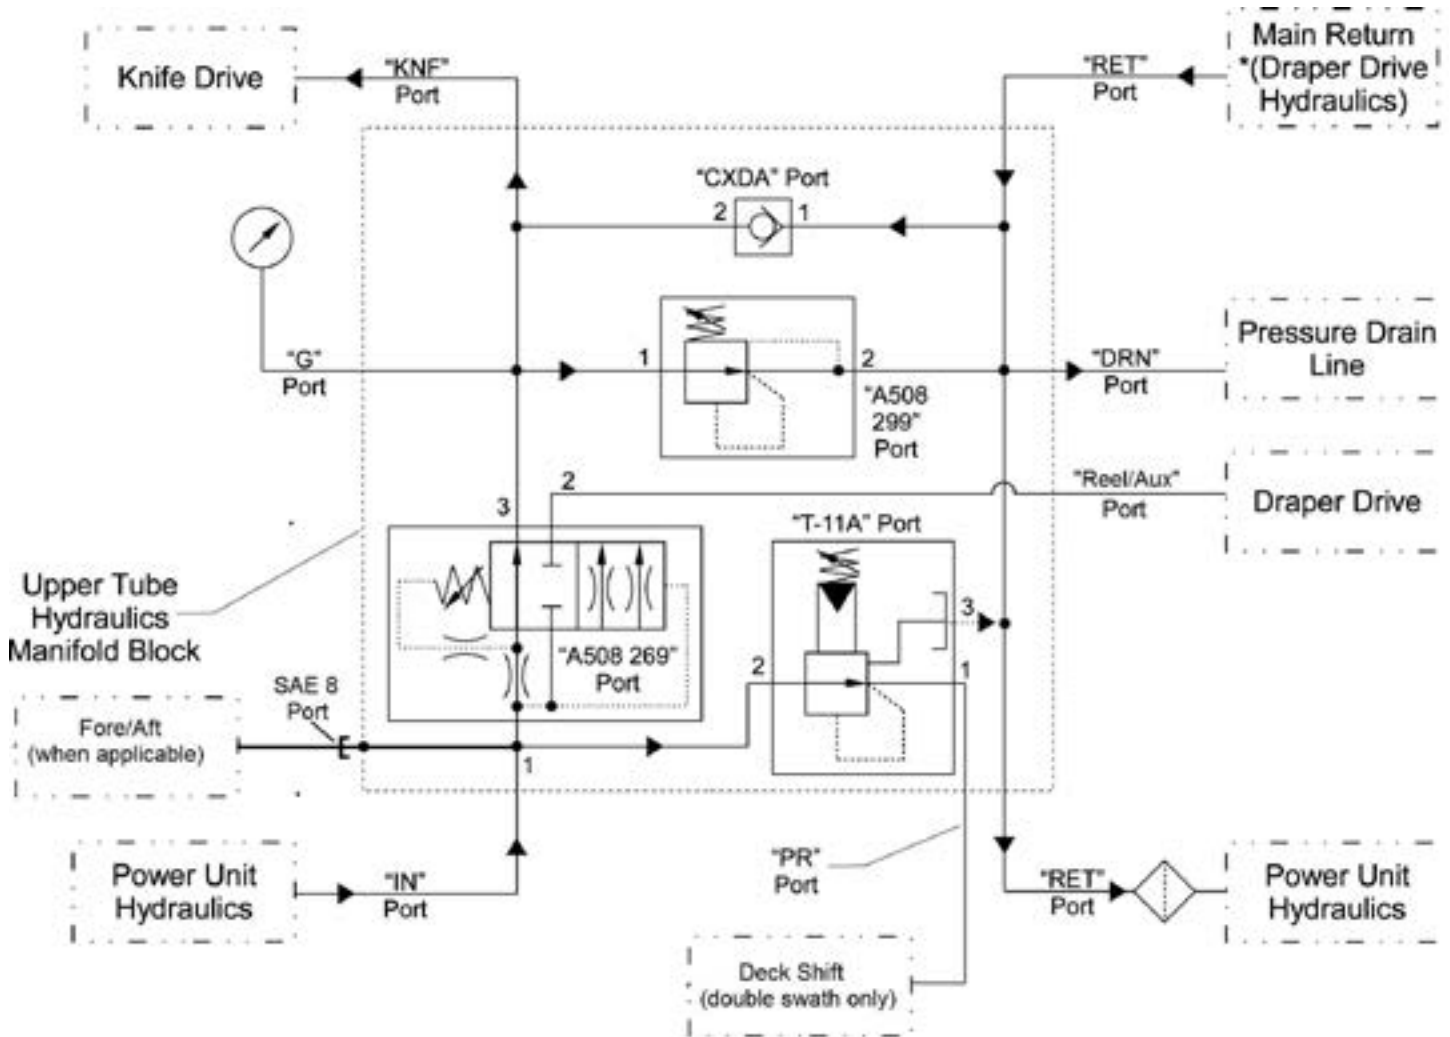 Knife Drive
"KNF"
Port
"RET"
Port
Main Return
*(Draper Drive
Hydraulics)
"CXDA" Port
2
1
"G"
Port
1
2
"A508
299"
Port
"DRN"
Port
Pressure Drain
Line
3
2
"Reel/Aux"
Port
Draper Drive
"T-11A" Port
Upper Tube
Hydraulics
Manifold Block
"A508 269"
Port
2
3
1
SAE 8
Port
Fore/Aft
(when applicable)
1
Power Unit
Hydraulics
"IN"
Port
"PR"
Port
"RET"
Port
Power Unit
Hydraulics
Deck Shift
(double swath only)